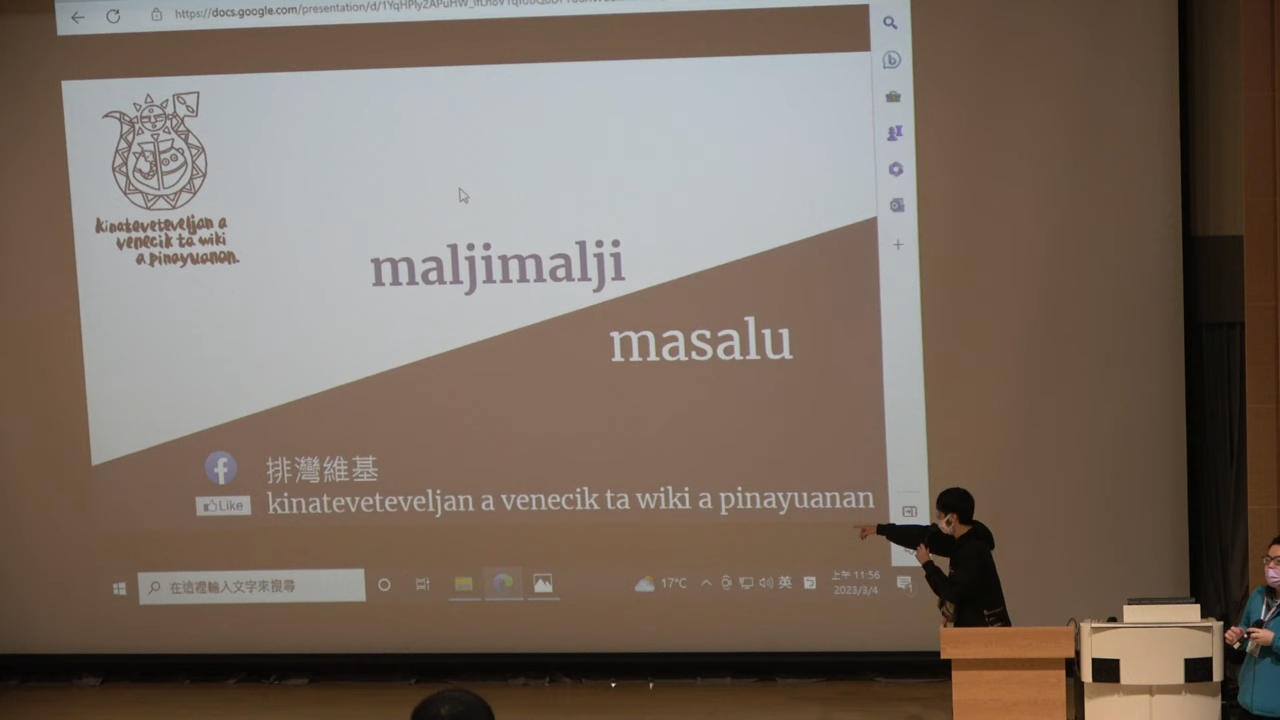 https://docs.google.com/presentation/d/
kinateveteveljan a
venecik ta wiki
a pinayuanan.
maljimalji
masalu
排灣維基
Like
kinateveteveljan a venecik ta wiki a pinayuanan
在這裡輸入文字來搜尋
17°C
英
上午 11:56
2023/3/4